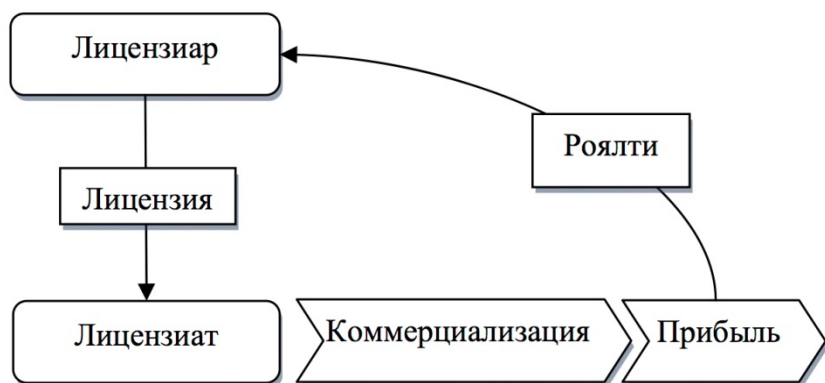 Лицензиар
Роялти
Лицензия
Лицензиат
Коммерциализация
Прибыль